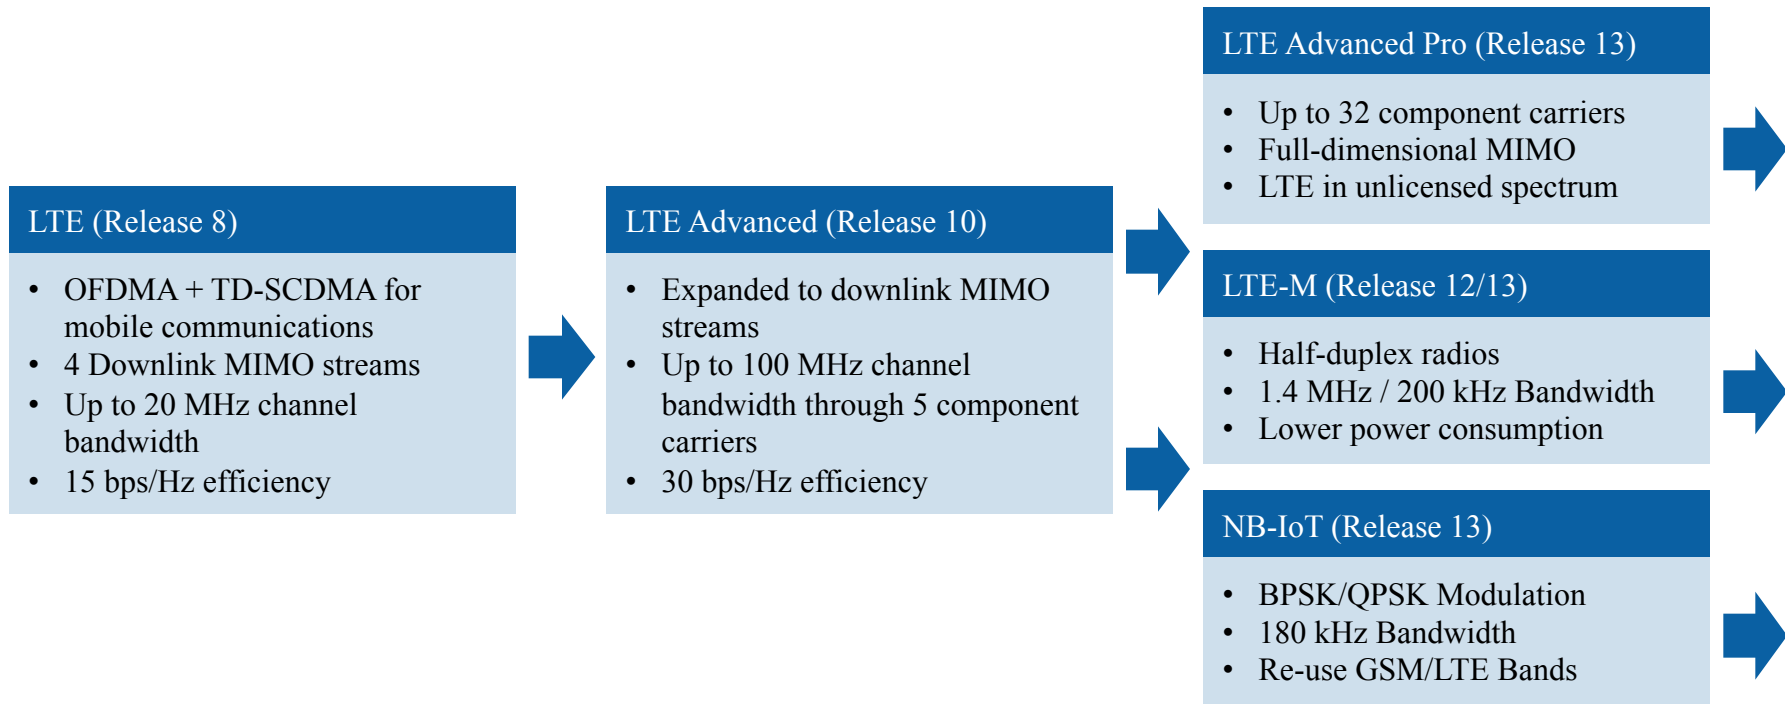 LTE (Release 8)
• OFDMA + TD-SCDMA for
mobile communications
• 4 Downlink MIMO streams
• Up to 20 MHz channel
bandwidth
• 15 bps/Hz efficiency
LTE Advanced (Release 10)
• Expanded to downlink MIMO
streams
• Up to 100 MHz channel
bandwidth through 5 component
carriers
• 30 bps/Hz efficiency
LTE Advanced Pro (Release 13)
• Up to 32 component carriers
• Full-dimensional MIMO
• LTE in unlicensed spectrum
LTE-M (Release 12/13)
• Half-duplex radios
• 1.4 MHz / 200 kHz Bandwidth
• Lower power consumption
NB-IoT (Release 13)
• BPSK/QPSK Modulation
• 180 kHz Bandwidth
• Re-use GSM/LTE Bands